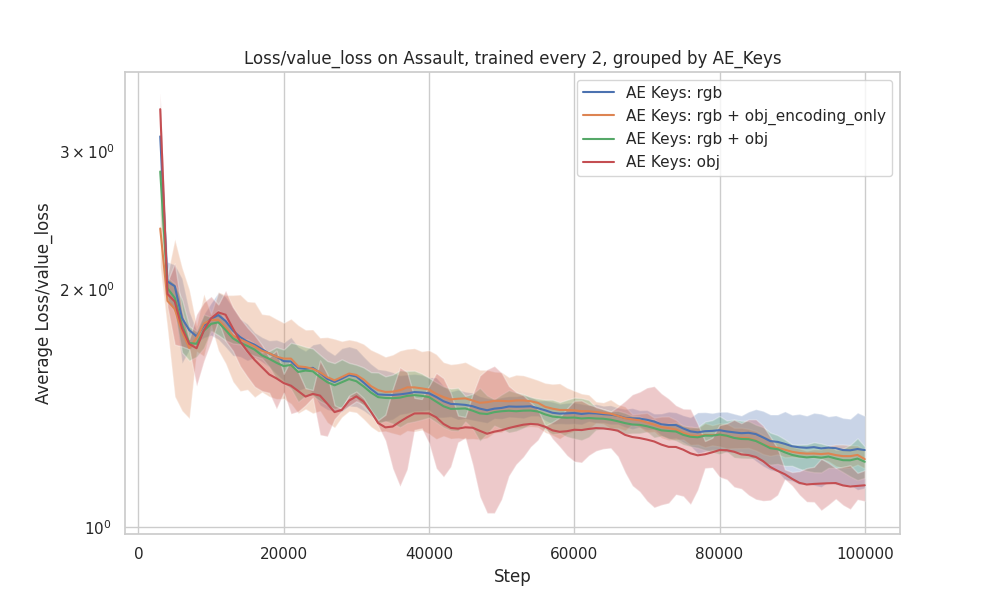 Loss/value_loss on Assault, trained every 2, grouped by AE_Keys
AE Keys: rgb
AE Keys: rgb + obj_encoding_only
AE Keys: rgb + obj
AE Keys: obj
Average Loss/value_loss
3 × 10⁰
2 × 10⁰
10⁰
0 20000 40000 60000 80000 100000
Step